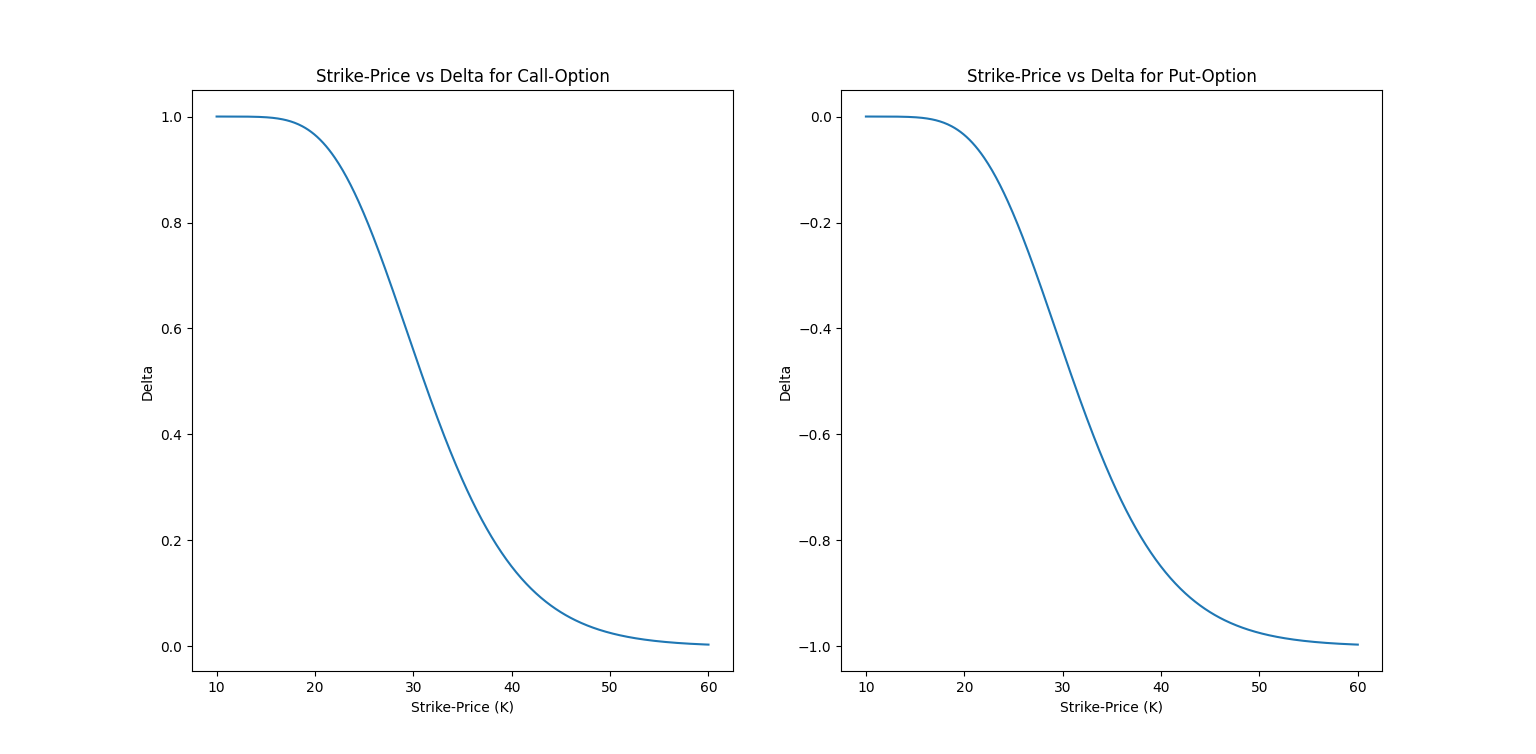 Strike-Price vs Delta for Call-Option
1.0
0.8
0.6
0.4
0.2
0.0
Delta
10 20 30 40 50 60
Strike-Price (K)
Strike-Price vs Delta for Put-Option
0.0
−0.2
−0.4
−0.6
−0.8
−1.0
Delta
10 20 30 40 50 60
Strike-Price (K)